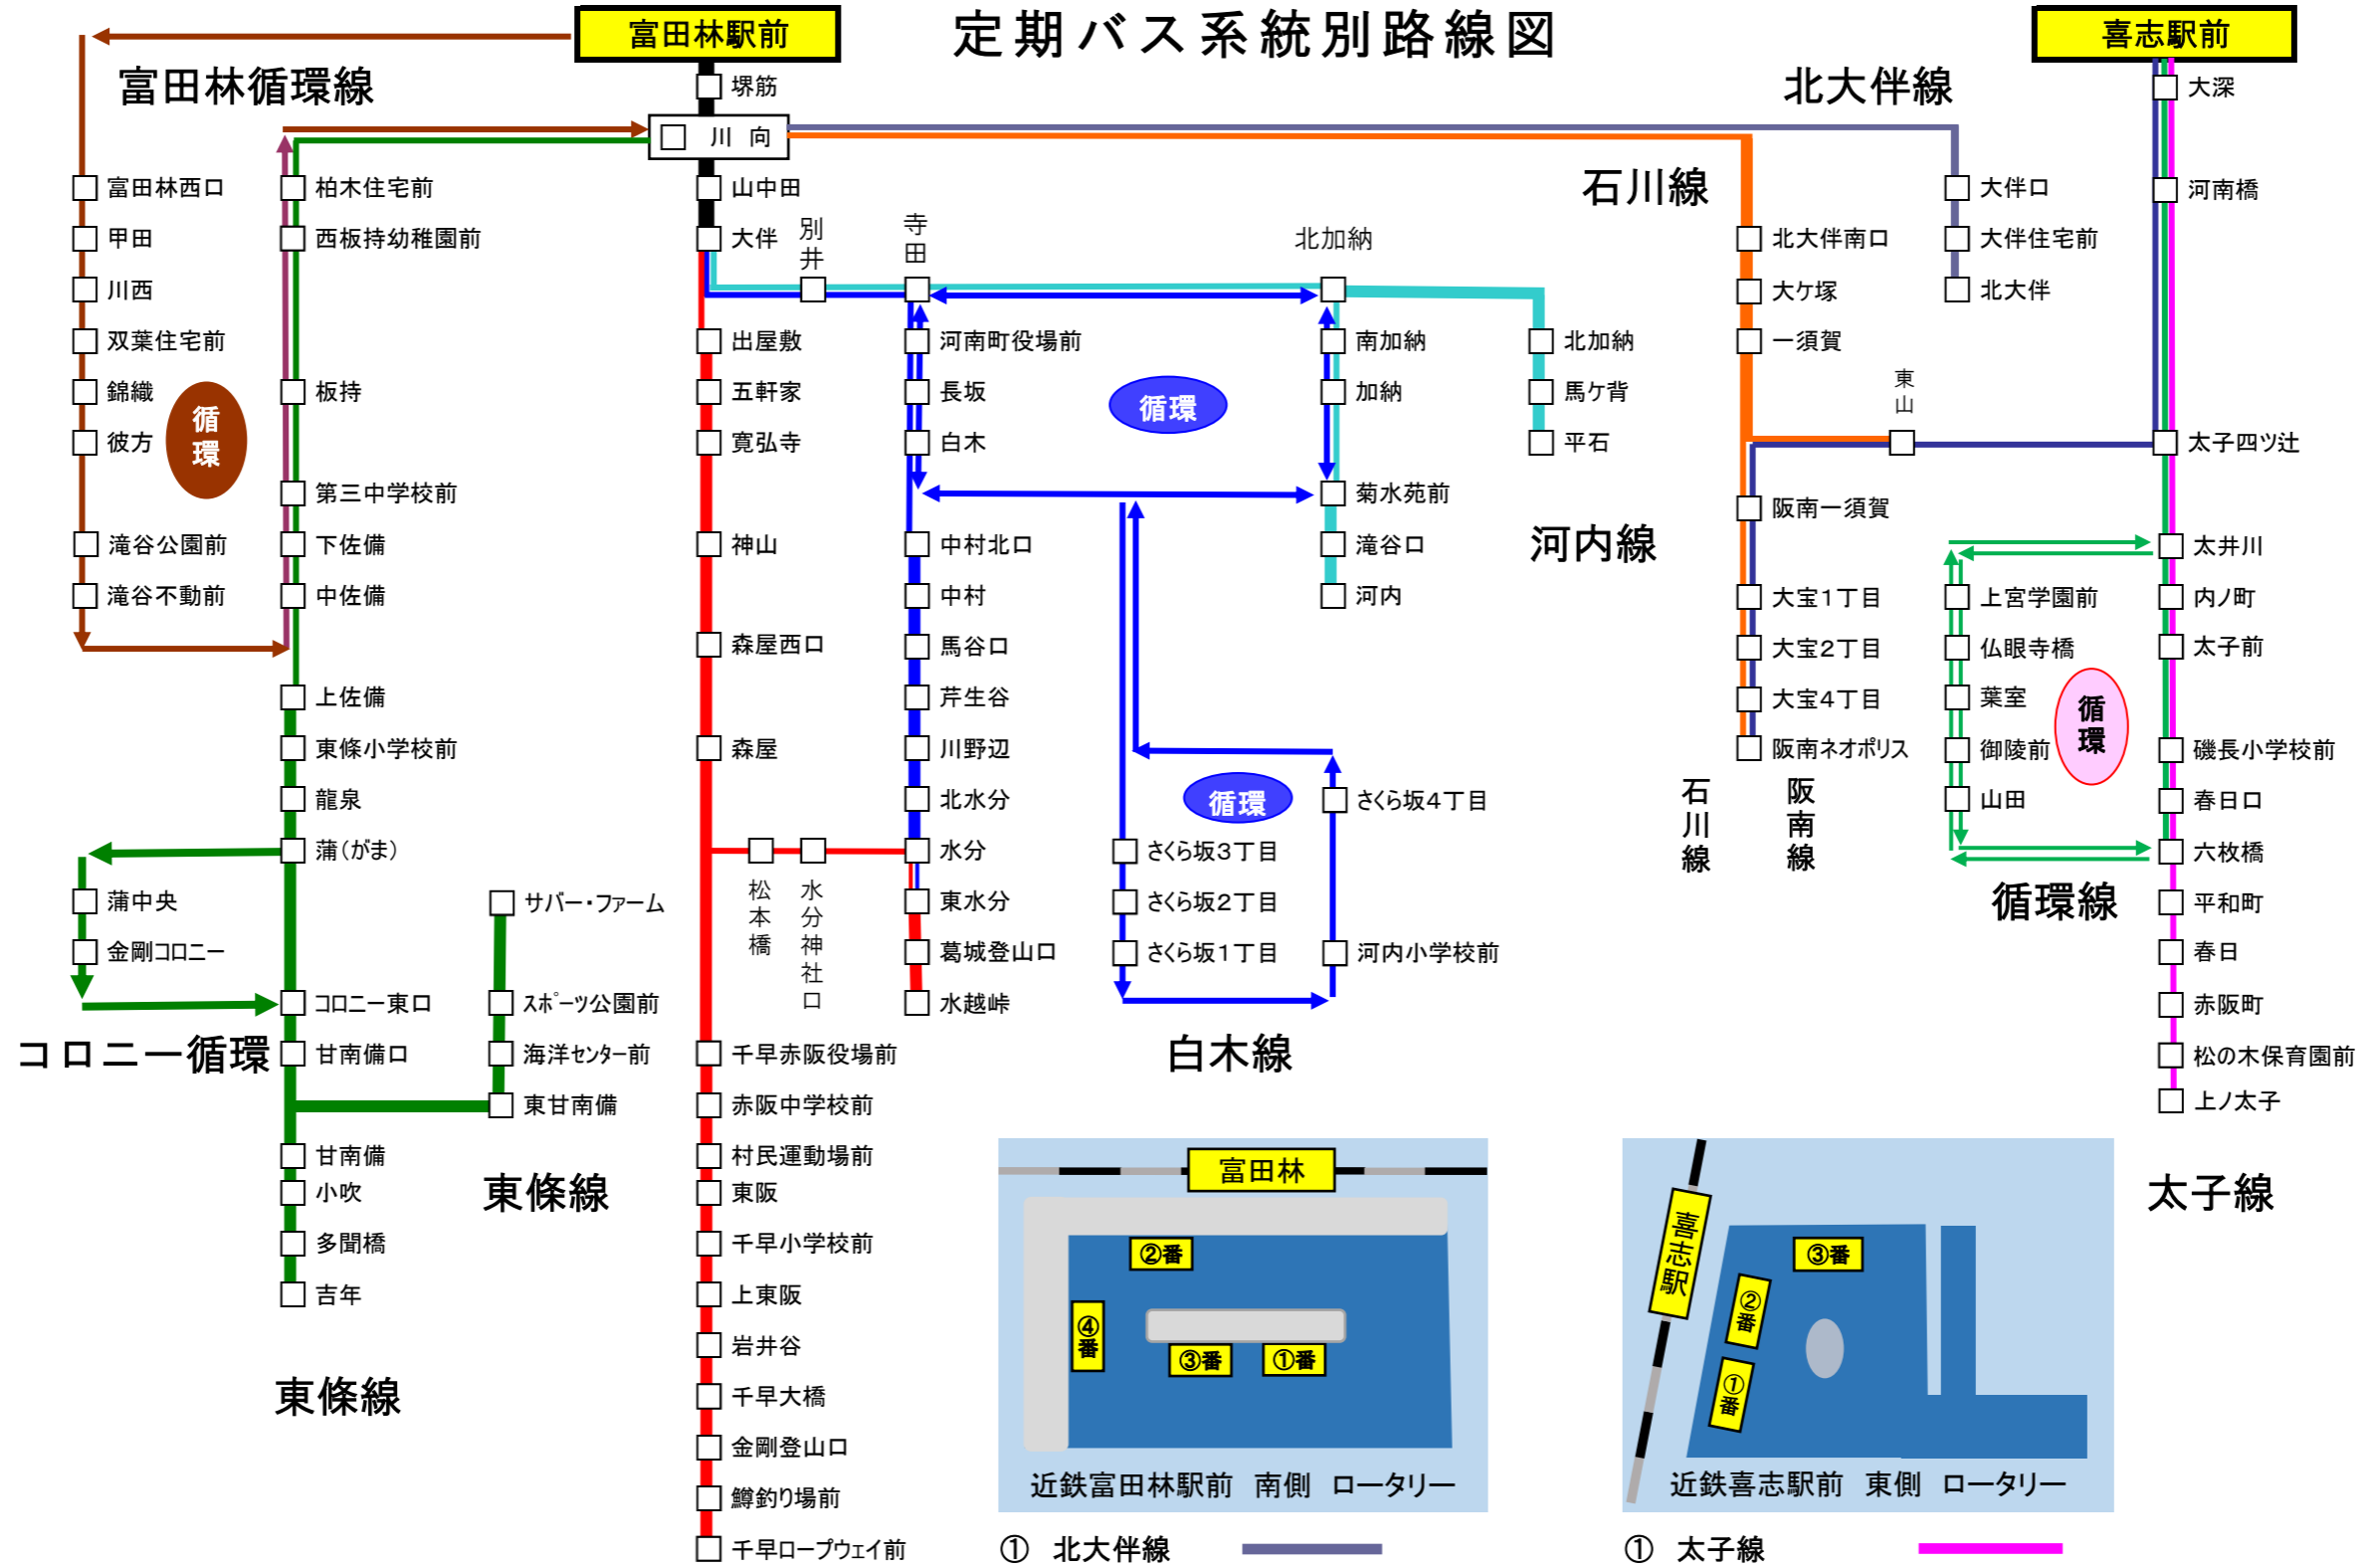 定期バス系統別路線図
富田林駅前
喜志駅前
富田林循環線
北大伴線
石川線
堺筋
川 向
山中田
大伴
別井
寺田
北加納
大深
河南橋
富田林西口
甲田
川西
双葉住宅前
錦織
彼方
滝谷公園前
滝谷不動前
循環
柏木住宅前
西板持幼稚園前
板持
第三中学校前
下佐備
中佐備
上佐備
東條小学校前
龍泉
蒲(がま)
蒲中央
金剛コロニー
コロニー東口
甘南備口
コロニー循環
甘南備
小吹
多聞橋
吉年
東條線
サバー・ファーム
スポーツ公園前
海洋センター前
東甘南備
東條線
出屋敷
五軒家
寛弘寺
神山
森屋西口
森屋
松本橋
水分神社口
千早赤阪役場前
赤阪中学校前
村民運動場前
東阪
千早小学校前
上東阪
岩井谷
千早大橋
金剛登山口
鱒釣り場前
千早ロープウェイ前
河南町役場前
長坂
白木
中村北口
中村
馬谷口
芹生谷
川野辺
北水分
水分
東水分
葛城登山口
水越峠
循環
南加納
加納
菊水苑前
滝谷口
河内
北加納
馬ケ背
平石
河内線
循環
さくら坂4丁目
さくら坂3丁目
さくら坂2丁目
さくら坂1丁目
河内小学校前
白木線
大伴口
大伴住宅前
北大伴
北大伴南口
大ケ塚
一須賀
東山
阪南一須賀
大宝1丁目
大宝2丁目
大宝4丁目
阪南ネオポリス
石川線
阪南線
太子四ツ辻
太井川
内ノ町
太子前
磯長小学校前
春日口
六枚橋
平和町
春日
赤阪町
松の木保育園前
上ノ太子
上宮学園前
仏眼寺橋
葉室
御陵前
山田
循環
循環線
太子線
富田林
②番
④番
③番
①番
近鉄富田林駅前 南側 ロータリー
① 北大伴線
喜志駅
③番
②番
①番
近鉄喜志駅前 東側 ロータリー
① 太子線